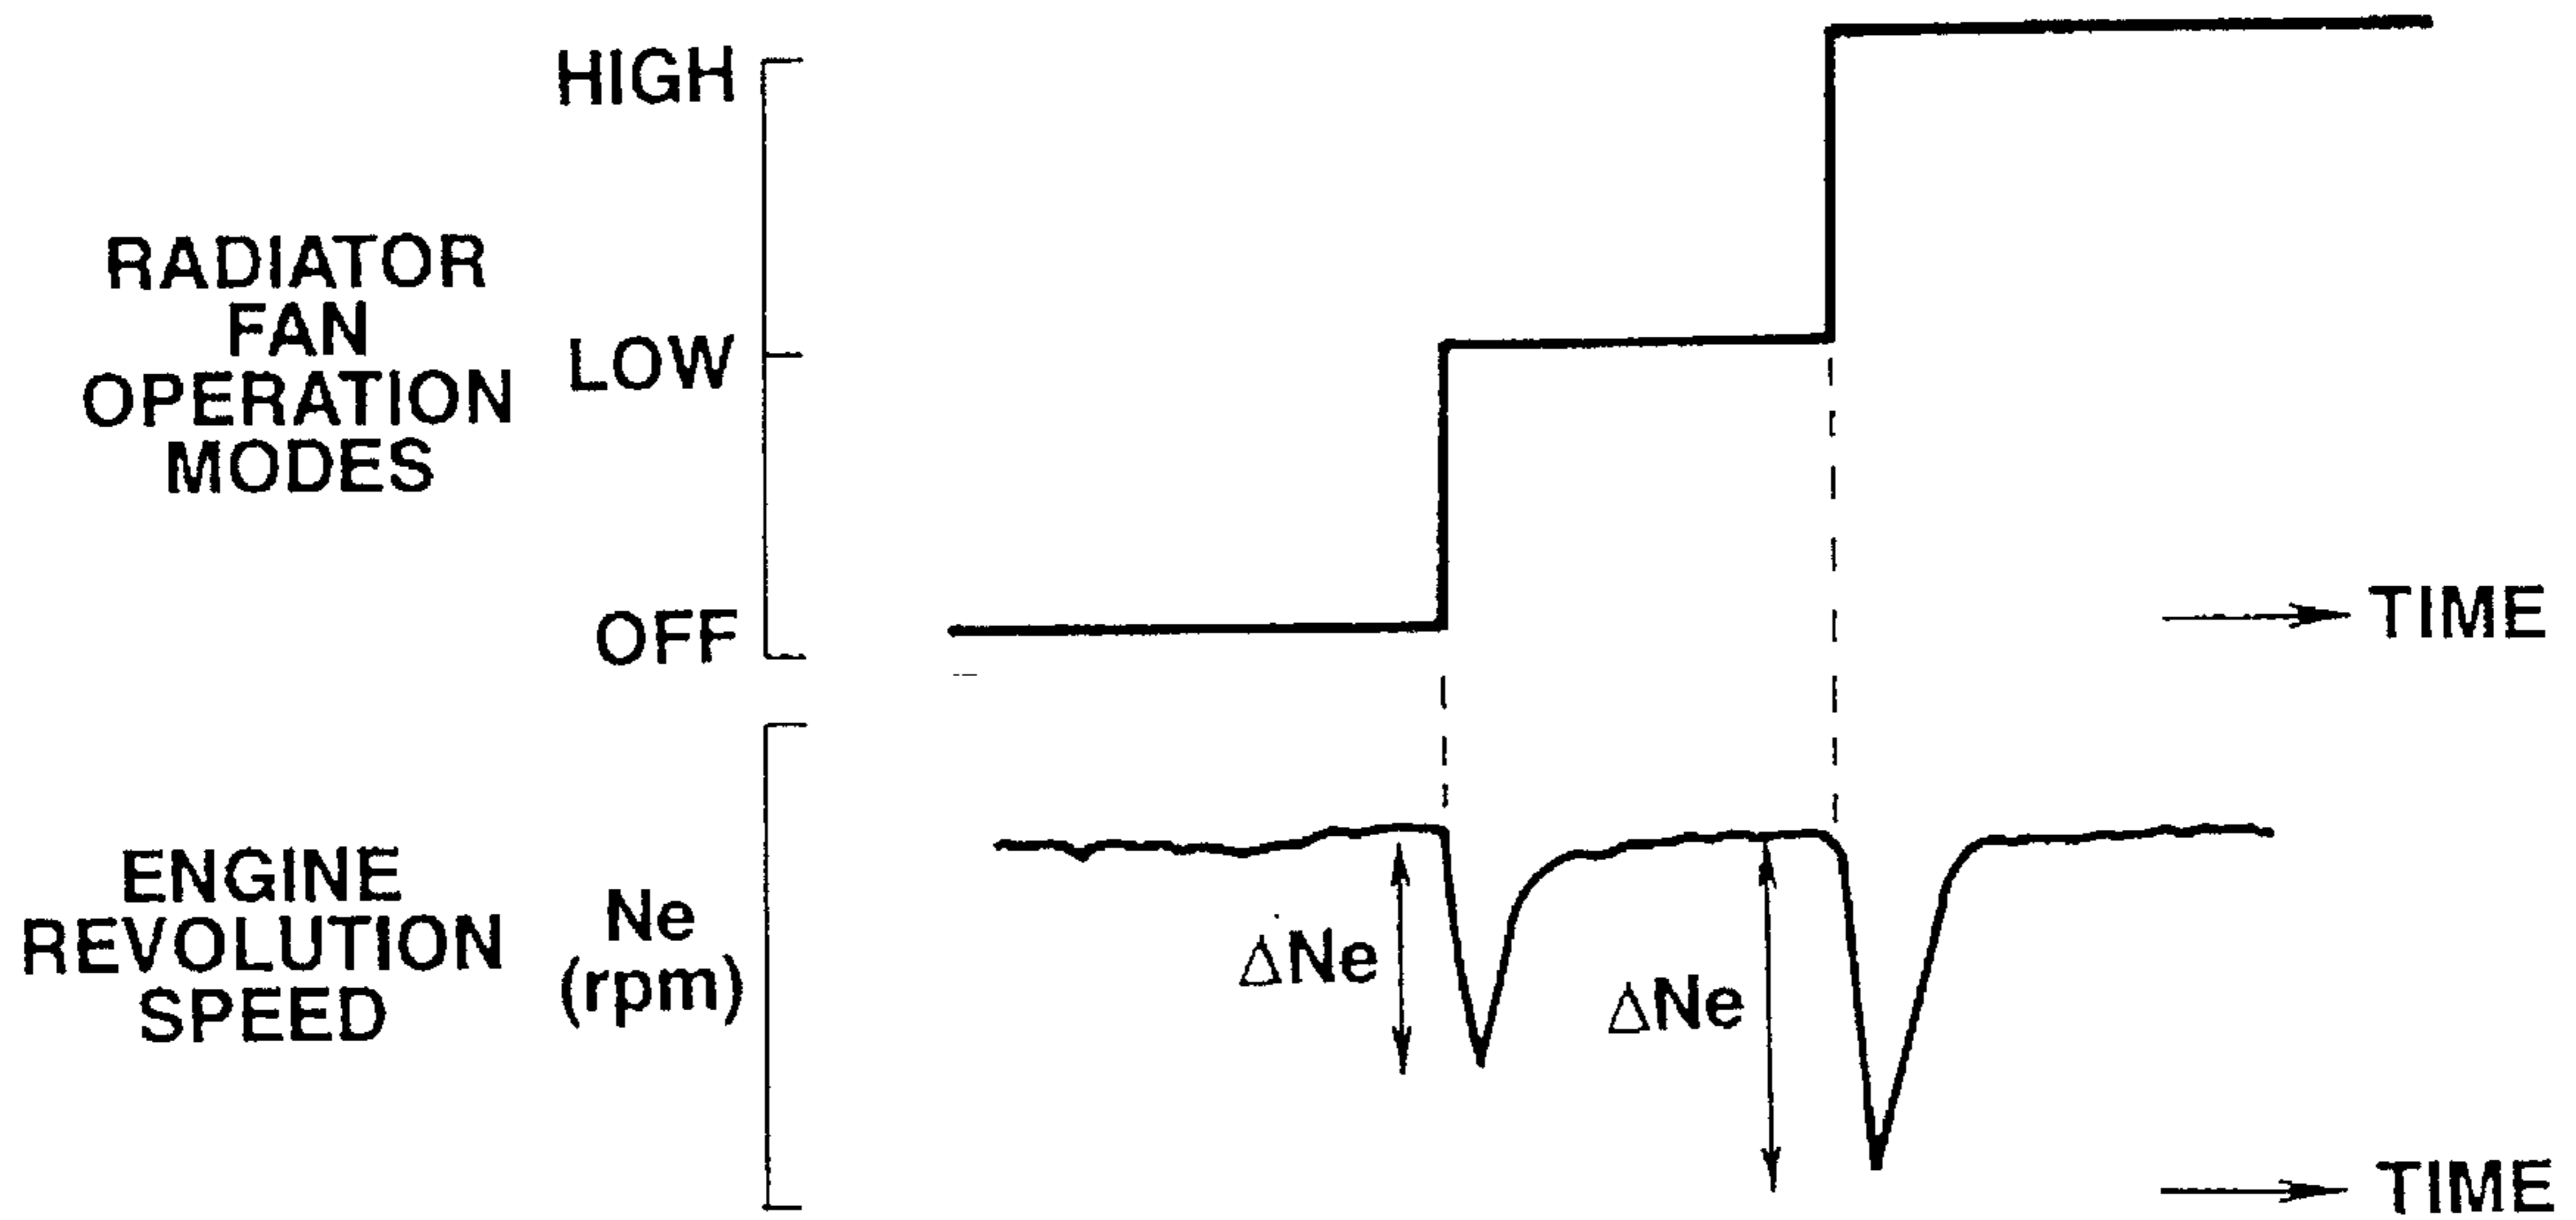 HIGH
RADIATOR
FAN
OPERATION
MODES
LOW
OFF
TIME
ENGINE
REVOLUTION
SPEED
Ne
(rpm)
ΔNe
ΔNe
TIME